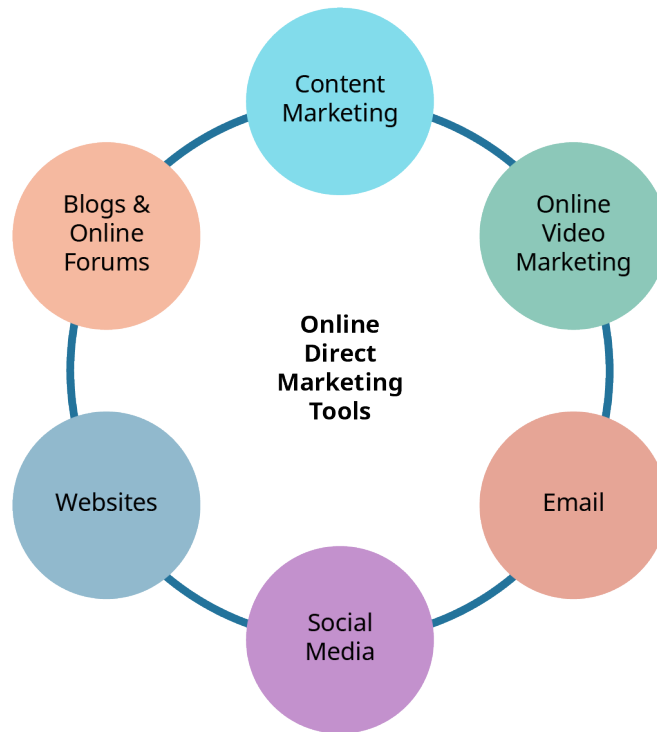 Content
Marketing
Online
Video
Marketing
Email
Social
Media
Websites
Blogs &
Online
Forums
Online
Direct
Marketing
Tools